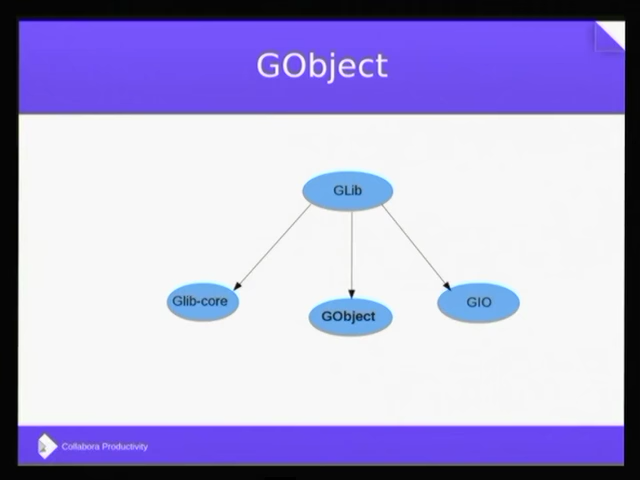 GObject
GLib
Glib-core
GObject
GIO
Collabora Productivity